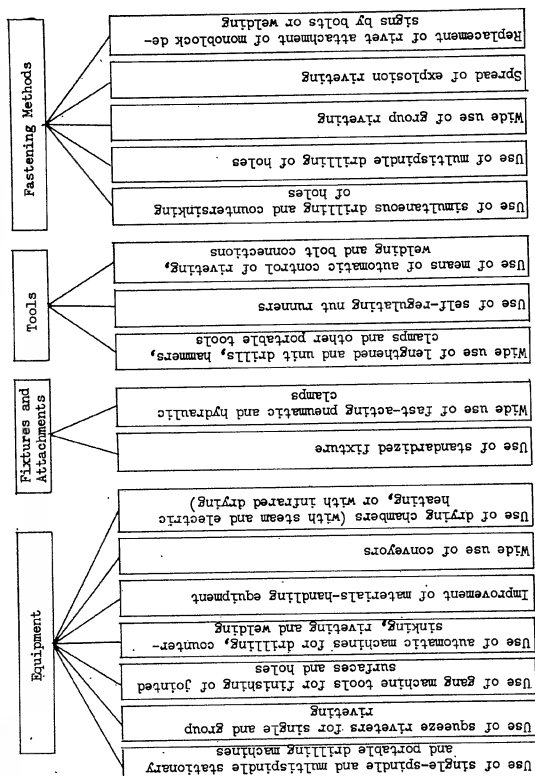 Equipment
Use of single-spindle and multispindle stationary
and portable drilling machines
Use of squeeze riveters for single and group
riveting
Use of gang machine tools for finishing of jointed
surfaces and holes
Use of automatic machines for drilling, counter-
sinking, riveting and welding
Improvement of materials-handling equipment
Wide use of conveyors
Use of drying chambers (with steam and electric
heating, or with infrared drying)
Fixtures and
Attachments
Use of standardized fixture
Wide use of fast-acting pneumatic and hydraulic
clamps
Tools
Wide use of lengthened and unit drills, hammers,
clamps and other portable tools
Use of self-regulating nut runners
Use of means of automatic control of riveting,
welding and bolt connections
Fastening Methods
Use of simultaneous drilling and countersinking
of holes
Use of multispindle drilling of holes
Wide use of group riveting
Spread of explosion riveting
Replacement of rivet attachment of monoblock de-
signs by bolts or welding